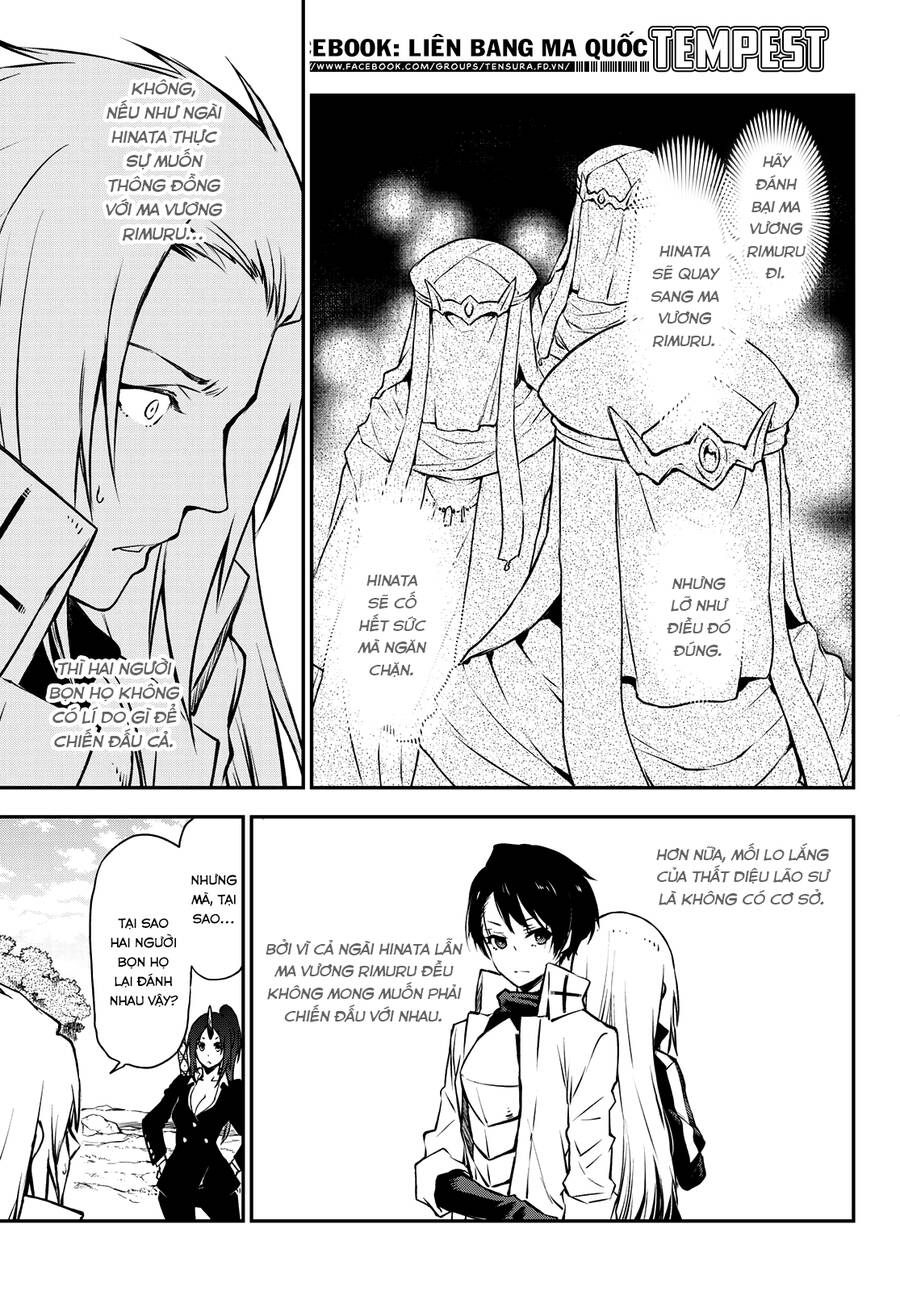 CEBOOK: LIÊN BANG MA QUỐC TEMPEST
WWW.FACEBOOK.COM/GROUPS/TENSURA.FD.VN/
HÃY
ĐÁNH
BẠI MA
VƯƠNG
RIMURU
ĐI.
HINATA
SẼ QUAY
SANG MA
VƯƠNG
RIMURU.
NHƯNG
LỠ NHƯ
ĐIỀU ĐÓ
ĐÚNG.
HINATA
SẼ CỐ
HẾT SỨC
MÀ NGĂN
CHẶN.
KHÔNG,
NẾU NHƯ NGÀI
HINATA THỰC
SỰ MUỐN
THÔNG ĐỒNG
VỚI MA VƯƠNG
RIMURU...
THÌ HAI NGƯỜI
BỌN HỌ KHÔNG
CÓ LÍ DO GÌ ĐỂ
CHIẾN ĐẤU CẢ.
HƠN NỮA, MỐI LO LẮNG
CỦA THẤT DIỆU LÃO SƯ
LÀ KHÔNG CÓ CƠ SỞ.
BỞI VÌ CẢ NGÀI HINATA LẪN
MA VƯƠNG RIMURU ĐỀU
KHÔNG MONG MUỐN PHẢI
CHIẾN ĐẤU VỚI NHAU.
NHƯNG
MÀ, TẠI
SAO...
TẠI SAO
HAI NGƯỜI
BỌN HỌ
LẠI ĐÁNH
NHAU VẬY?